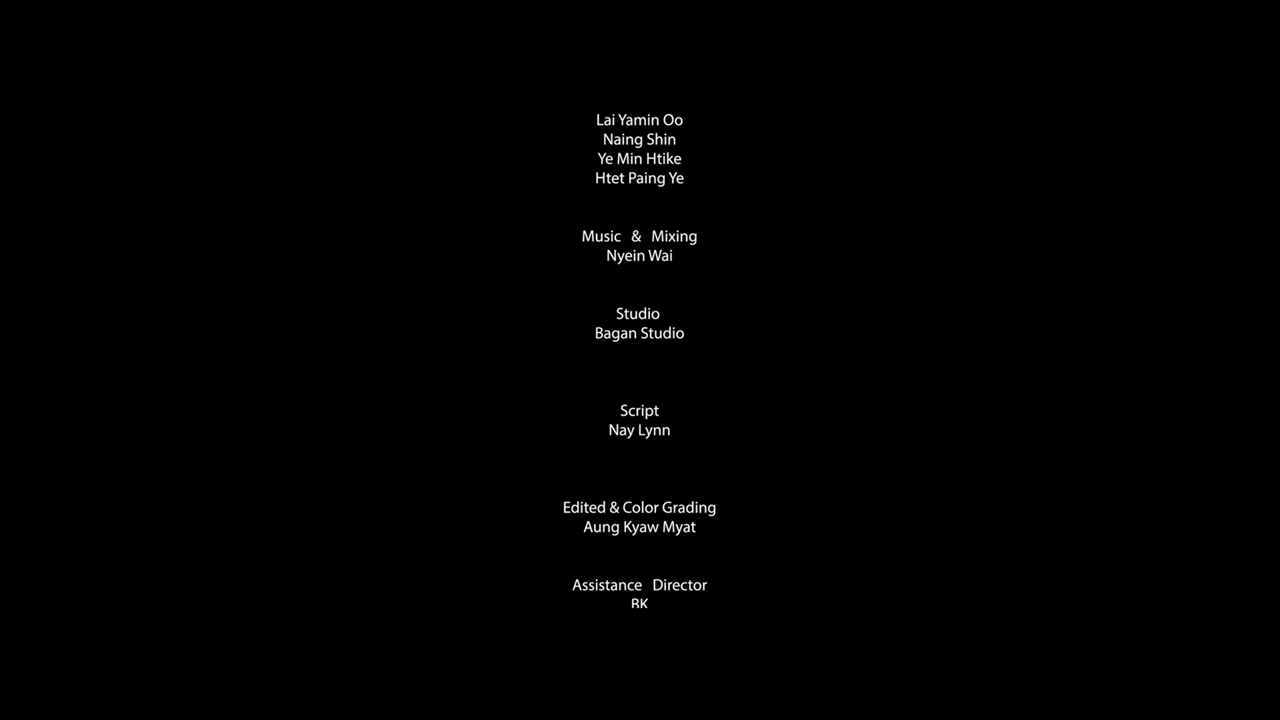 Lai Yamin Oo
Naing Shin
Ye Min Htike
Htet Paing Ye
Music & Mixing
Nyein Wai
Studio
Bagan Studio
Script
Nay Lynn
Edited & Color Grading
Aung Kyaw Myat
Assistance Director